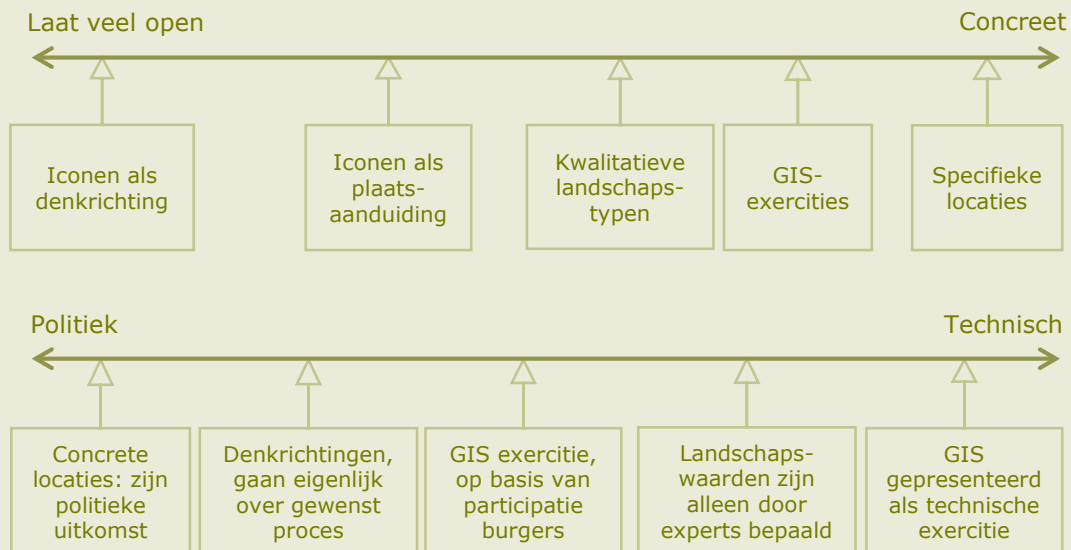 Laat veel open
Concreet
Iconen als
denkrichting
Iconen als
plaats-
aanduiding
Kwalitatieve
landschaps-
typen
GIS-
exercities
Specifieke
locaties
Politiek
Technisch
Concrete
locaties: zijn
politieke
uitkomst
Denkrichtingen,
gaan eigenlijk
over gewenst
proces
GIS exercitie,
op basis van
participatie
burgers
Landschaps-
waarden zijn
alleen door
experts bepaald
GIS
gepresenteerd
als technische
exercitie